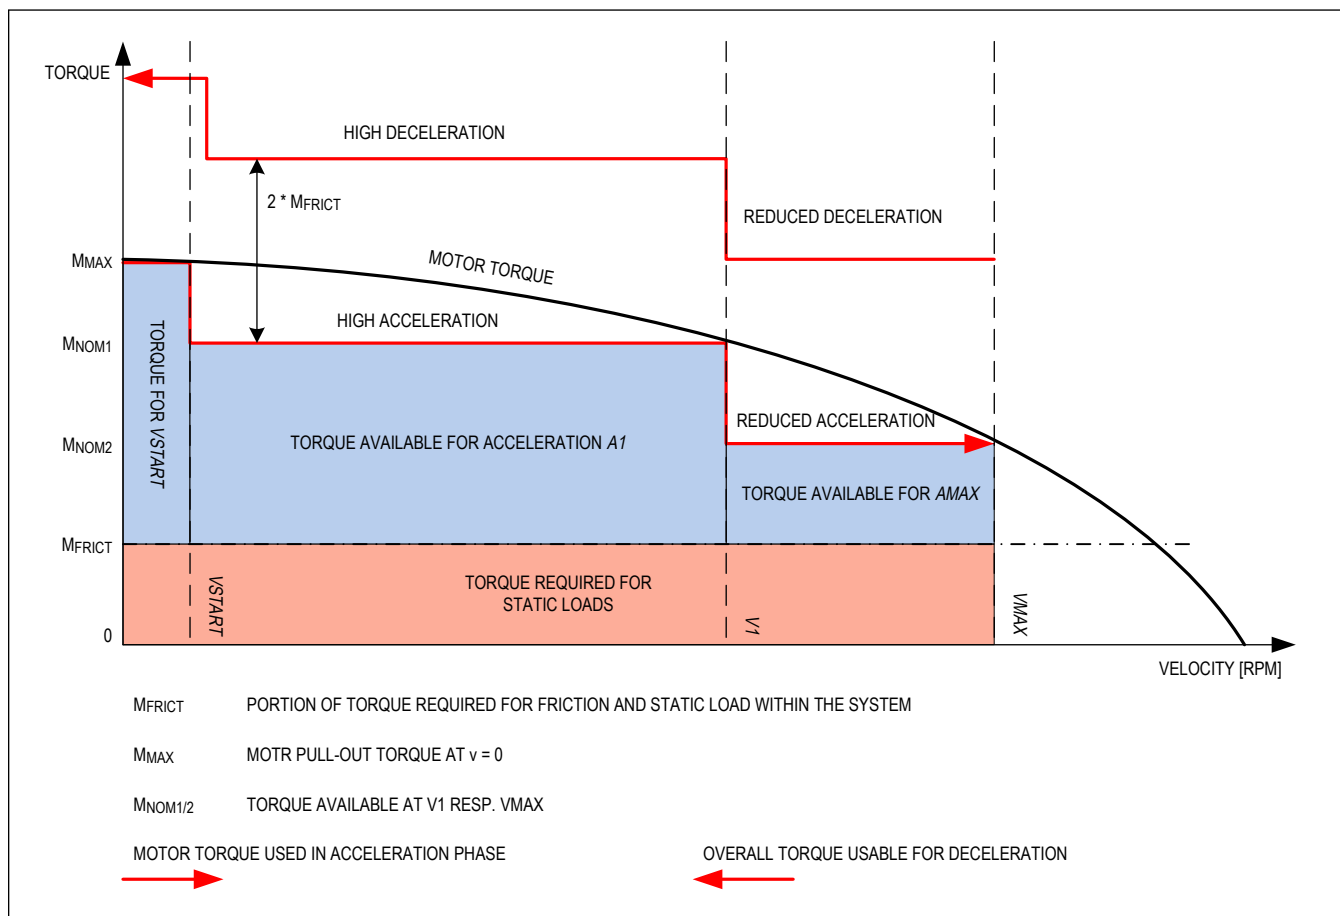 TORQUE
HIGH DECELERATION
2 * MFRICT
REDUCED DECELERATION
MMAX
MOTOR TORQUE
HIGH ACCELERATION
MNOM1
TORQUE FOR VSTART
REDUCED ACCELERATION
MNOM2
TORQUE AVAILABLE FOR ACCELERATION A1
TORQUE AVAILABLE FOR AMAX
MFRICT
TORQUE REQUIRED FOR
STATIC LOADS
VSTART
V1
VMAX
0
VELOCITY [RPM]
MFRICT PORTION OF TORQUE REQUIRED FOR FRICTION AND STATIC LOAD WITHIN THE SYSTEM
MMAX MOTR PULL-OUT TORQUE AT v = 0
MNOM1/2 TORQUE AVAILABLE AT V1 RESP. VMAX
MOTOR TORQUE USED IN ACCELERATION PHASE OVERALL TORQUE USABLE FOR DECELERATION